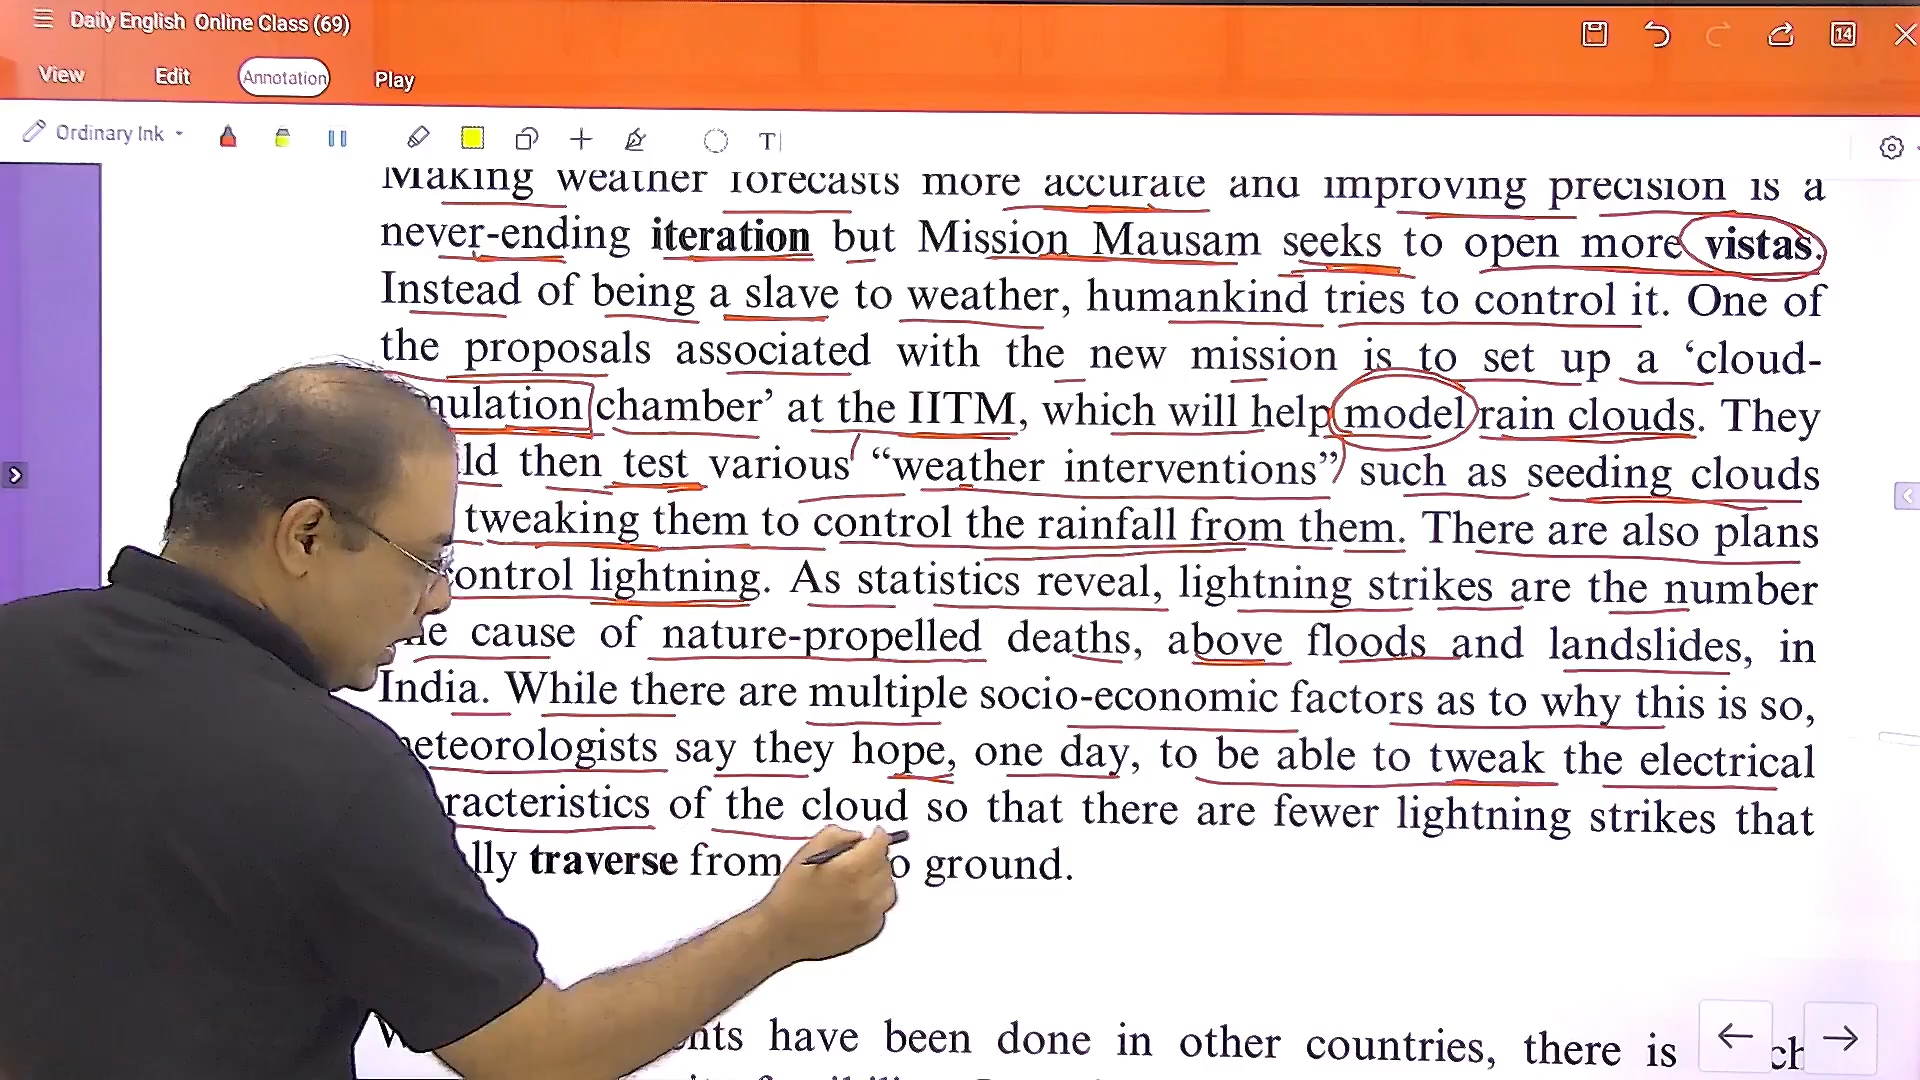 Daily English Online Class (69)
14
View Edit Annotation Play
Ordinary Ink
Making weather forecasts more accurate and improving precision is a
never-ending iteration but Mission Mausam seeks to open more vistas.
Instead of being a slave to weather, humankind tries to control it. One of
the proposals associated with the new mission is to set up a ‘cloud-
mulation chamber’ at the IITM, which will help model rain clouds. They
ld then test various “weather interventions” such as seeding clouds
tweaking them to control the rainfall from them. There are also plans
ontrol lightning. As statistics reveal, lightning strikes are the number
ne cause of nature-propelled deaths, above floods and landslides, in
India. While there are multiple socio-economic factors as to why this is so,
meteorologists say they hope, one day, to be able to tweak the electrical
racteristics of the cloud so that there are fewer lightning strikes that
lly traverse from o ground.
nts have been done in other countries, there is